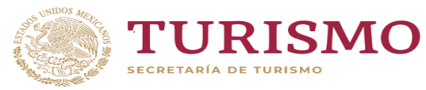 ESTADOS UNIDOS MEXICANOS
TURISMO
SECRETARÍA DE TURISMO